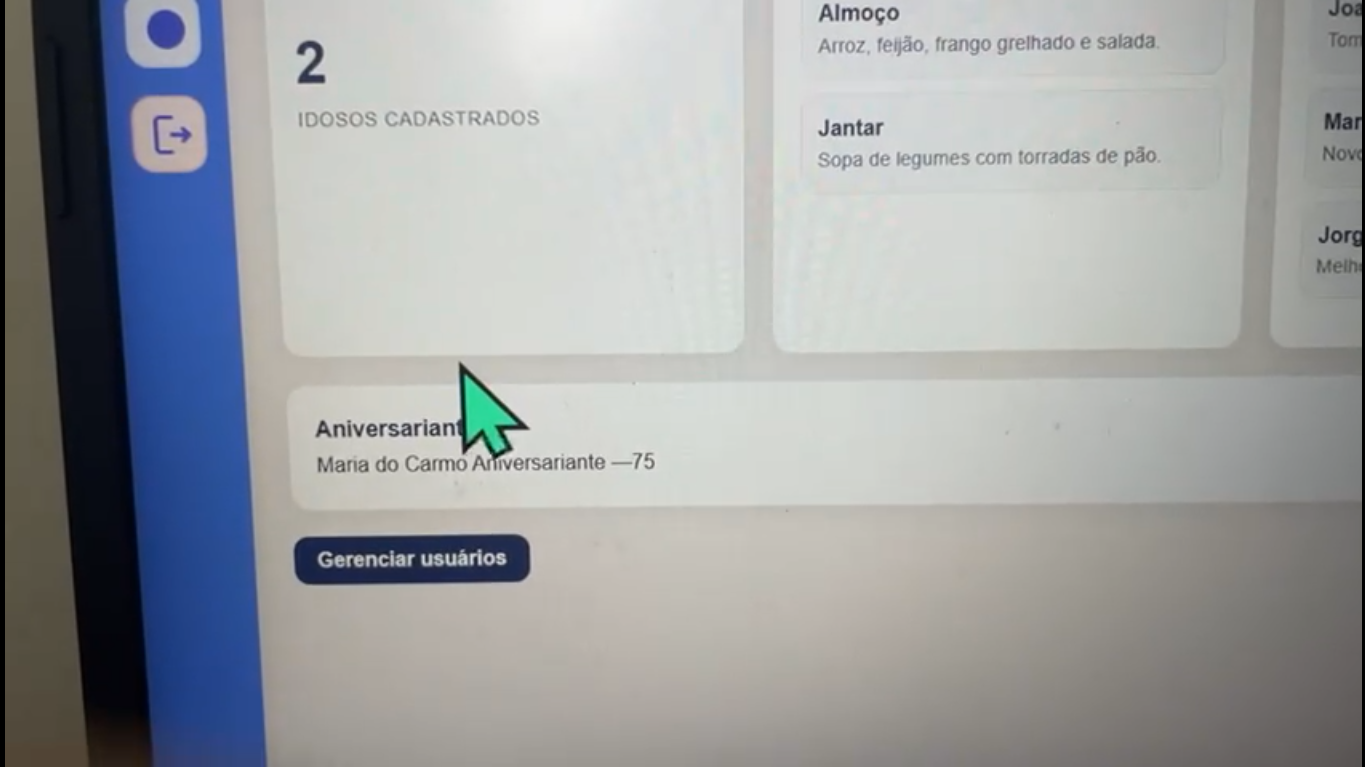 2
IDOSOS CADASTRADOS
Almoço
Arroz, feijão, frango grelhado e salada.
Jantar
Sopa de legumes com torradas de pão.
Aniversariant
Maria do Carmo Aniversariante —75
Gerenciar usuários